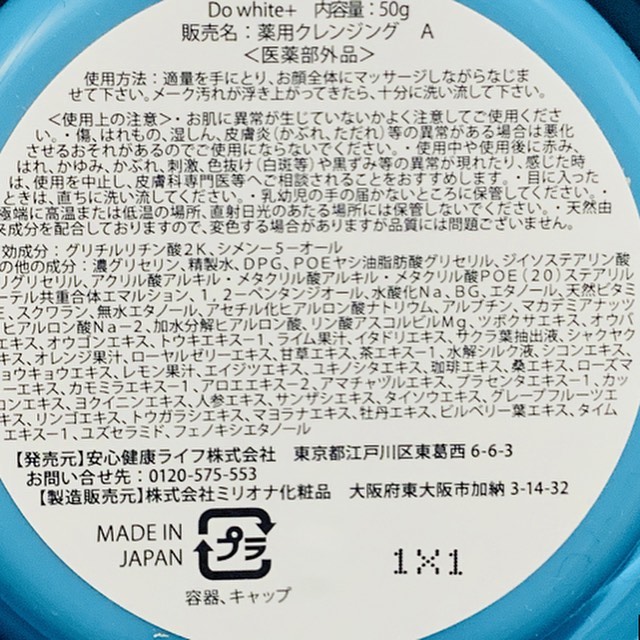 Do white+ 内容量：50g
販売名：薬用クレンジング A
＜医薬部外品＞
使用方法：適量を手にとり、お顔全体にマッサージしながらなじま
せて下さい。メーク汚れが浮き上がってきたら、十分に洗い流して下さい。
＜使用上の注意＞・お肌に異常が生じていないかよく注意してご使用くださ
い。・傷、はれもの、湿しん、皮膚炎(かぶれ、ただれ)等の異常がある場合は悪化
させるおそれがあるのでご使用にならないでください。・使用中や使用後に赤み、
はれ、かゆみ、かぶれ、刺激、色抜け(白斑等)や黒ずみ等の異常が現れたり、感じた時
は、使用を中止し、皮膚科専門医等へご相談されることをおすすめします。・目に入った
ときは、直ちに洗い流してください。・乳幼児の手の届かないところに保管してください。・
極端に高温または低温の場所、直射日光のあたる場所には保管しないでください。・天然由
来成分を配合しておりますので、変色する場合がありますが品質には問題ございません。
効成分：グリチルリチン酸2K、シメン－5－オール
の他の成分：濃グリセリン、精製水、DPG、POEヤシ油脂肪酸グリセリル、ジイソステアリン酸
リグリセリル、アクリル酸アルキル・メタクリル酸アルキル・メタクリル酸POE(20)ステアリル
ーテル共重合体エマルション、1,2－ペンタンジオール、水酸化Na、BG、エタノール、天然ビタミ
E、スクワラン、無水エタノール、アセチル化ヒアルロン酸ナトリウム、アルブチン、マカデミアナッツ
ヒアルロン酸Na－2、加水分解ヒアルロン酸、リン酸アスコルビルMg、ツボクサエキス、オウバ
エキス、オウゴンエキス、トウキエキス－1、ライム果汁、イタドリエキス、サクラ葉抽出液、シャクヤク
キス、オレンジ果汁、ローヤルゼリーエキス、甘草エキス、茶エキス－1、水解シルク液、シコンエキス、
ョウキョウエキス、レモン果汁、エイジツエキス、ユキノシタエキス、珈琲エキス、桑エキス、ローズマ
ーエキス、カモミラエキス－1、アロエエキス－2、アマチャヅルエキス、プラセンタエキス－1、カッ
コンエキス、ヨクイニンエキス、人参エキス、サンザシエキス、タイソウエキス、グレープフルーツエ
キス、リンゴエキス、トウガラシエキス、マヨラナエキス、牡丹エキス、ビルベリー葉エキス、タイム
エキス－1、ユズセラミド、フェノキシエタノール
【発売元】安心健康ライフ株式会社 東京都江戸川区東葛西 6-6-3
お問い合せ先：0120-575-553
【製造販売元】株式会社ミリオナ化粧品 大阪府東大阪市加納 3-14-32
MADE IN
JAPAN
プラ
1X1
容器、キャップ